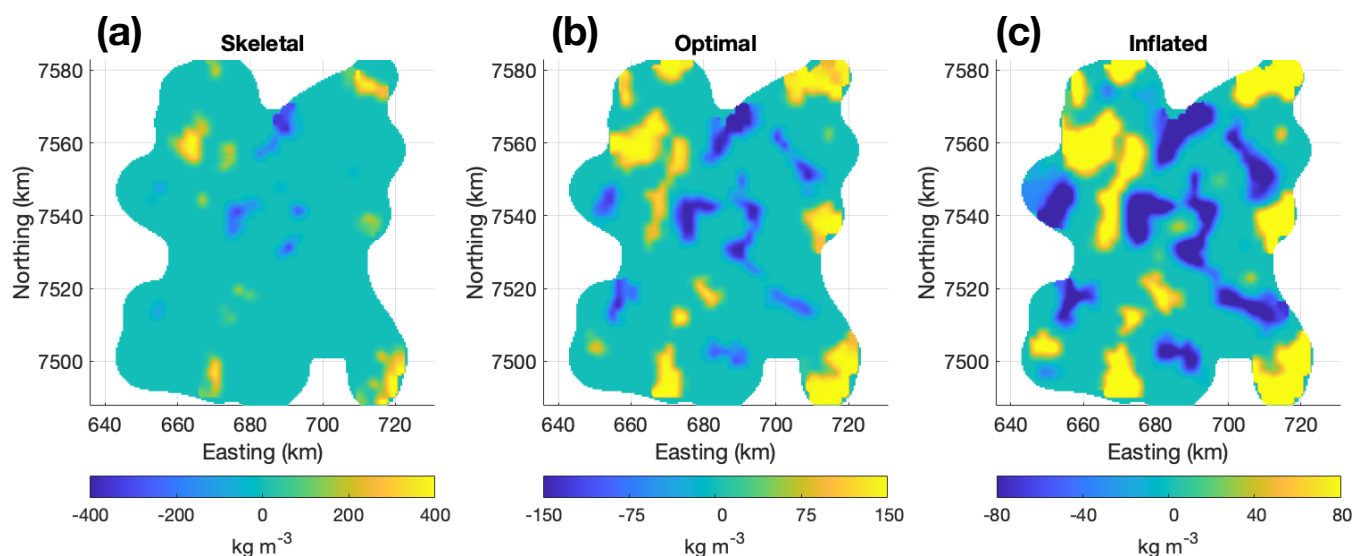 (a) Skeletal
7580
7560
7540
7520
7500
Northing (km)
640 660 680 700 720
Easting (km)
-400 -200 0 200 400
kg m⁻³
(b) Optimal
7580
7560
7540
7520
7500
Northing (km)
640 660 680 700 720
Easting (km)
-150 -75 0 75 150
kg m⁻³
(c) Inflated
7580
7560
7540
7520
7500
Northing (km)
640 660 680 700 720
Easting (km)
-80 -40 0 40 80
kg m⁻³